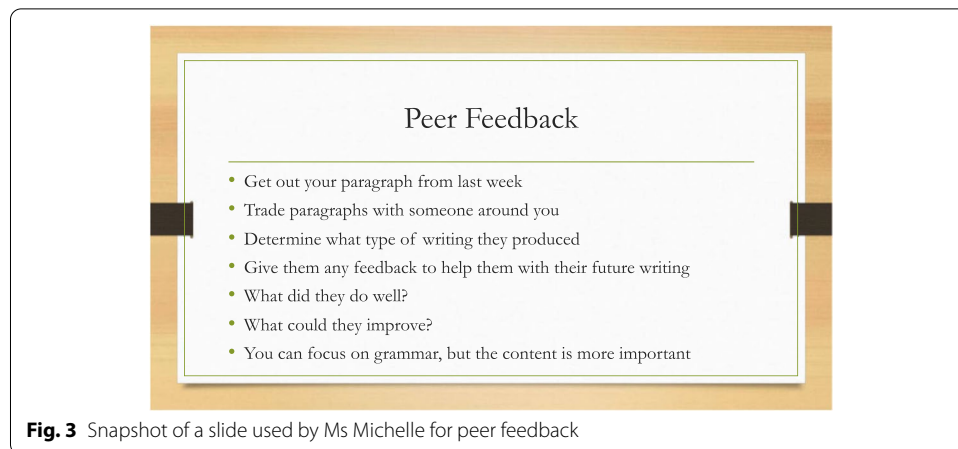 Peer Feedback
• Get out your paragraph from last week
• Trade paragraphs with someone around you
• Determine what type of writing they produced
• Give them any feedback to help them with their future writing
• What did they do well?
• What could they improve?
• You can focus on grammar, but the content is more important
Fig. 3 Snapshot of a slide used by Ms Michelle for peer feedback